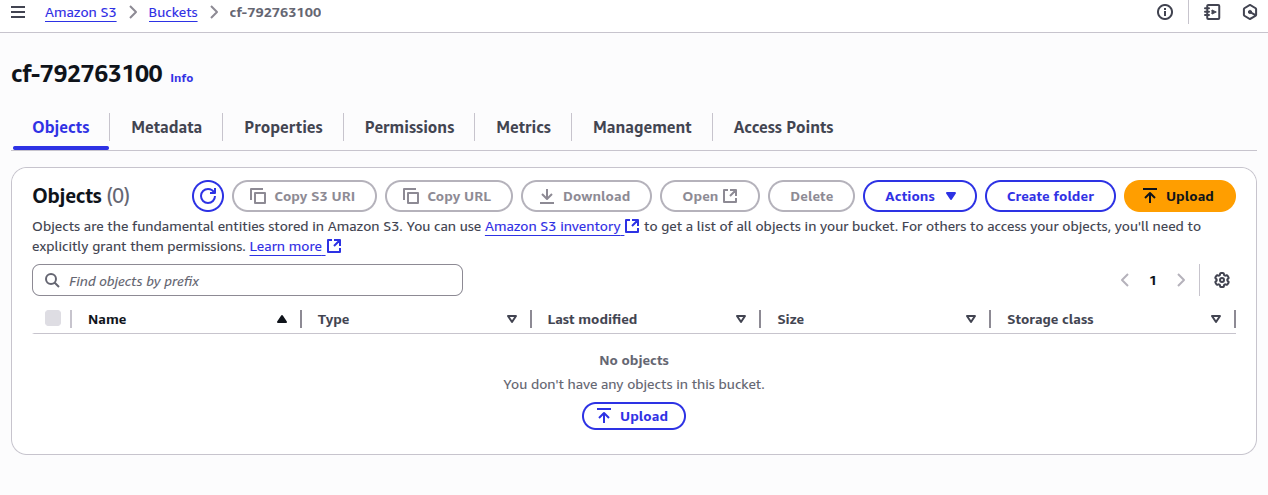 Amazon S3 > Buckets > cf-792763100
cf-792763100 Info
Objects Metadata Properties Permissions Metrics Management Access Points
Objects (0) Copy S3 URI Copy URL Download Open Delete Actions Create folder Upload
Objects are the fundamental entities stored in Amazon S3. You can use Amazon S3 inventory to get a list of all objects in your bucket. For others to access your objects, you'll need to
explicitly grant them permissions. Learn more
Find objects by prefix 1
Name Type Last modified Size Storage class
No objects
You don't have any objects in this bucket.
Upload